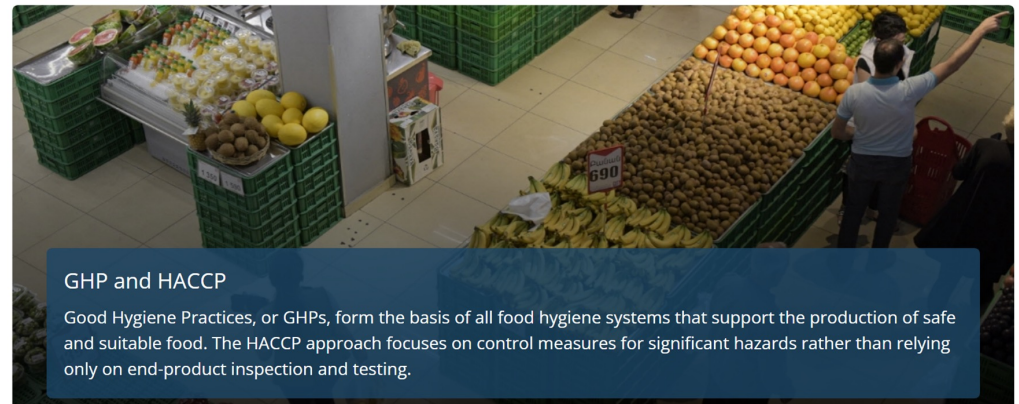 690
GHP and HACCP
Good Hygiene Practices, or GHPs, form the basis of all food hygiene systems that support the production of safe
and suitable food. The HACCP approach focuses on control measures for significant hazards rather than relying
only on end-product inspection and testing.